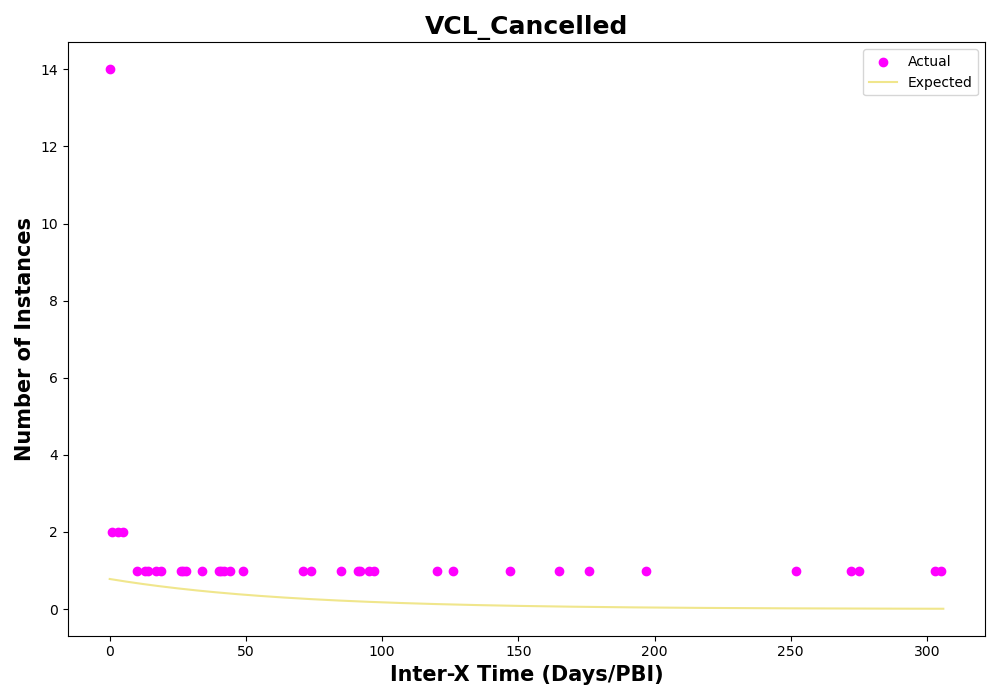 VCL_Cancelled
Actual
Expected
Number of Instances
14
12
10
8
6
4
2
0
0 50 100 150 200 250 300
Inter-X Time (Days/PBI)